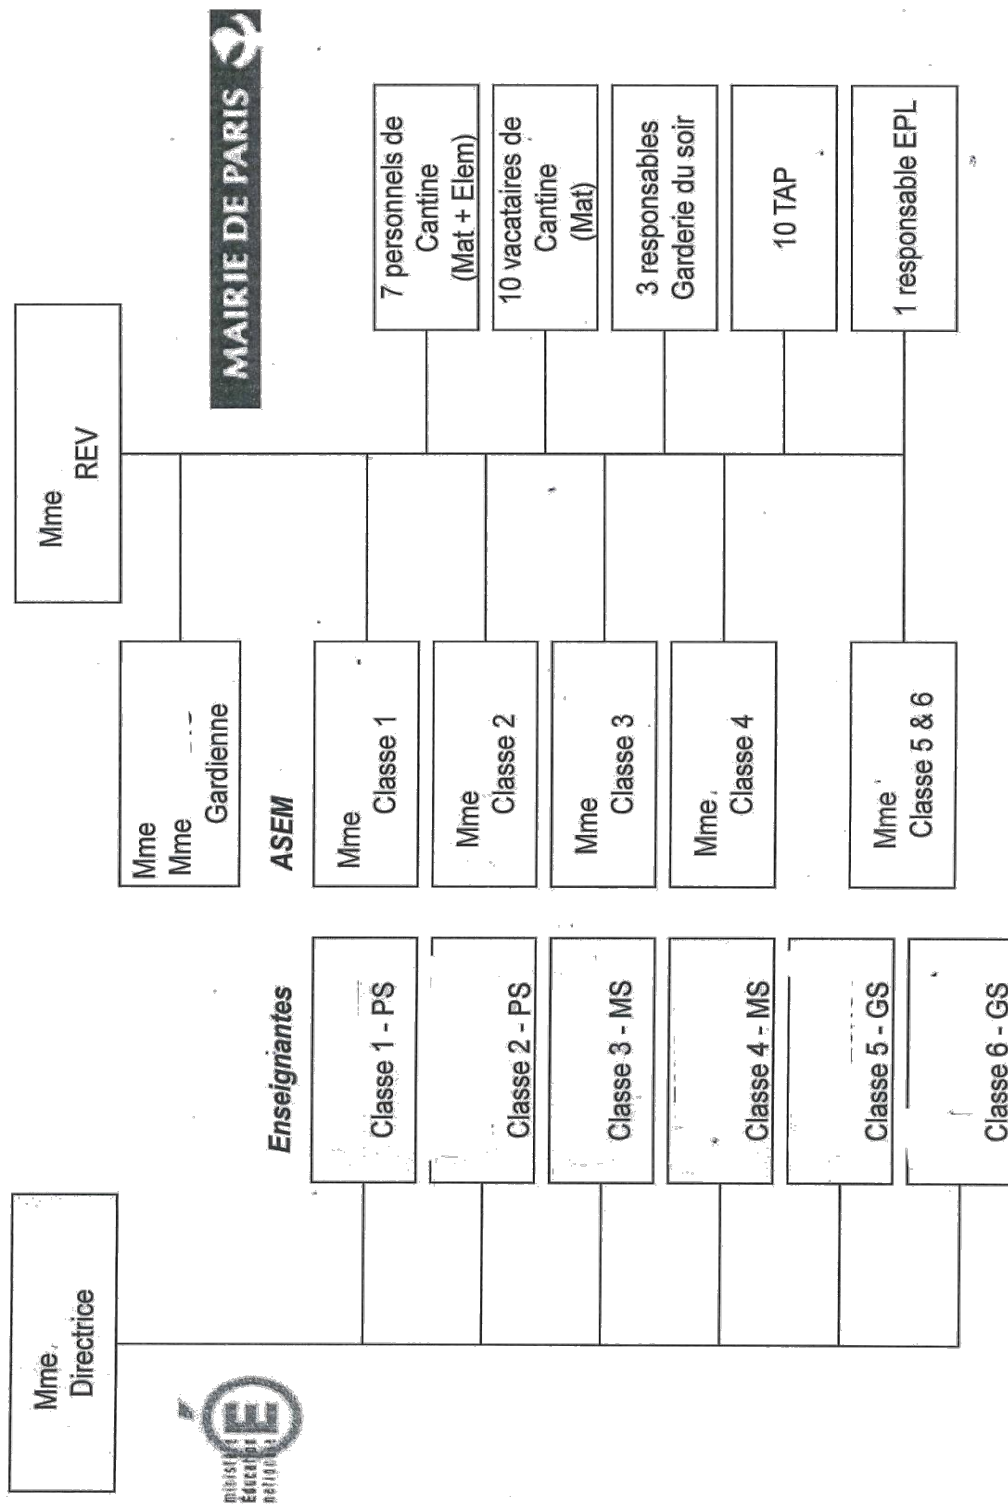 Mme
Directrice
ministère
Éducation
nationale
É
Enseignantes
Classe 1 - PS
Classe 2 - PS
Classe 3 - MS
Classe 4 - MS
Classe 5 - GS
Classe 6 - GS
Mme
Mme
Gardienne
ASEM
Mme
Classe 1
Mme
Classe 2
Mme
Classe 3
Mme
Classe 4
Mme
Classe 5 & 6
Mme
REV
MAIRIE DE PARIS
7 personnels de
Cantine
(Mat + Elem)
10 vacataires de
Cantine
(Mat)
3 responsables
Garderie du soir
10 TAP
1 responsable EPL